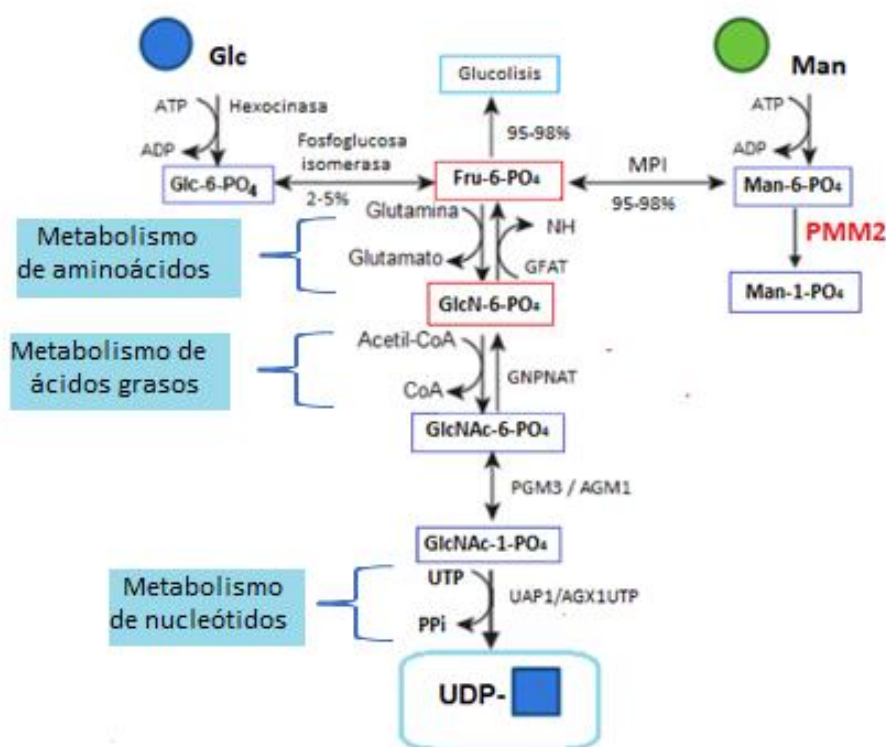 Glc
Man
Glucolisis
ATP
Hexocinasa
ADP
95-98%
ATP
ADP
Fosfoglucosa
isomerasa
MPI
Glc-6-PO₄
Fru-6-PO₄
Man-6-PO₄
2-5%
95-98%
Glutamina
NH
PMM2
Metabolismo
de aminoácidos
Glutamato
GFAT
GlcN-6-PO₄
Man-1-PO₄
Metabolismo de
ácidos grasos
Acetil-CoA
CoA
GNPNAT
GlcNAc-6-PO₄
PGM3 / AGM1
GlcNAc-1-PO₄
Metabolismo
de nucleótidos
UTP
UAP1/AGX1UTP
PPi
UDP-